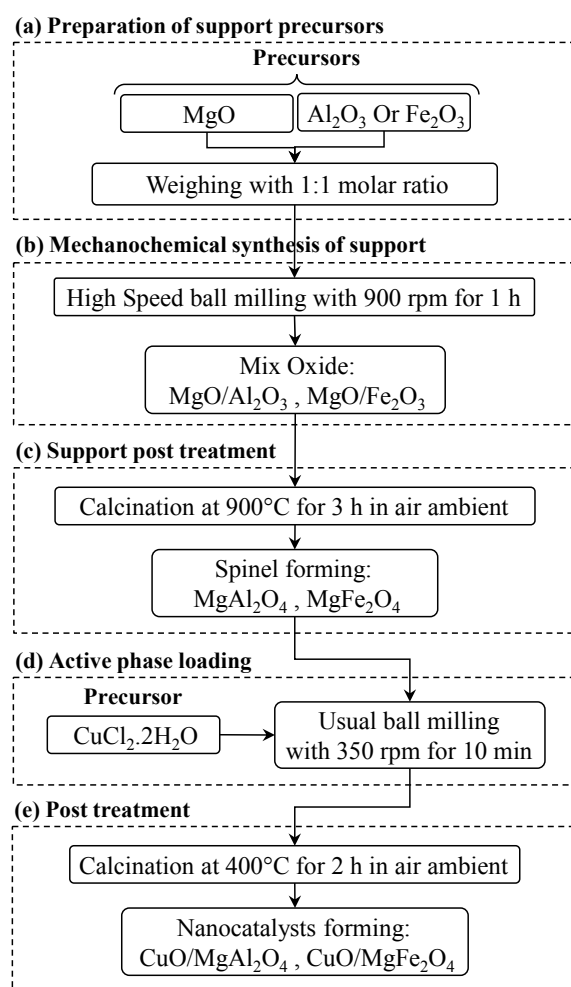 (a) Preparation of support precursors
Precursors
MgO
Al₂O₃ Or Fe₂O₃
Weighing with 1:1 molar ratio
(b) Mechanochemical synthesis of support
High Speed ball milling with 900 rpm for 1 h
Mix Oxide:
MgO/Al₂O₃ , MgO/Fe₂O₃
(c) Support post treatment
Calcination at 900°C for 3 h in air ambient
Spinel forming:
MgAl₂O₄ , MgFe₂O₄
(d) Active phase loading
Precursor
CuCl₂.2H₂O
Usual ball milling
with 350 rpm for 10 min
(e) Post treatment
Calcination at 400°C for 2 h in air ambient
Nanocatalysts forming:
CuO/MgAl₂O₄ , CuO/MgFe₂O₄